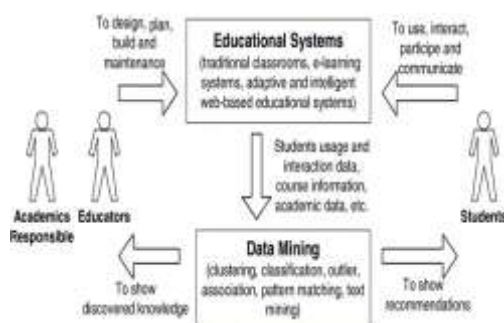 To design, plan,
build and
maintenance
Educational Systems
(traditional classrooms, e-learning
systems, adaptive and intelligent
web-based educational systems)
To use, interact,
participe and
communicate
Students usage and
interaction data,
course information,
academic data, etc.
Academics
Responsible
Educators
Students
Data Mining
(clustering, classification, outlier,
association, pattern matching, text
mining)
To show
discovered knowledge
To show
recommendations